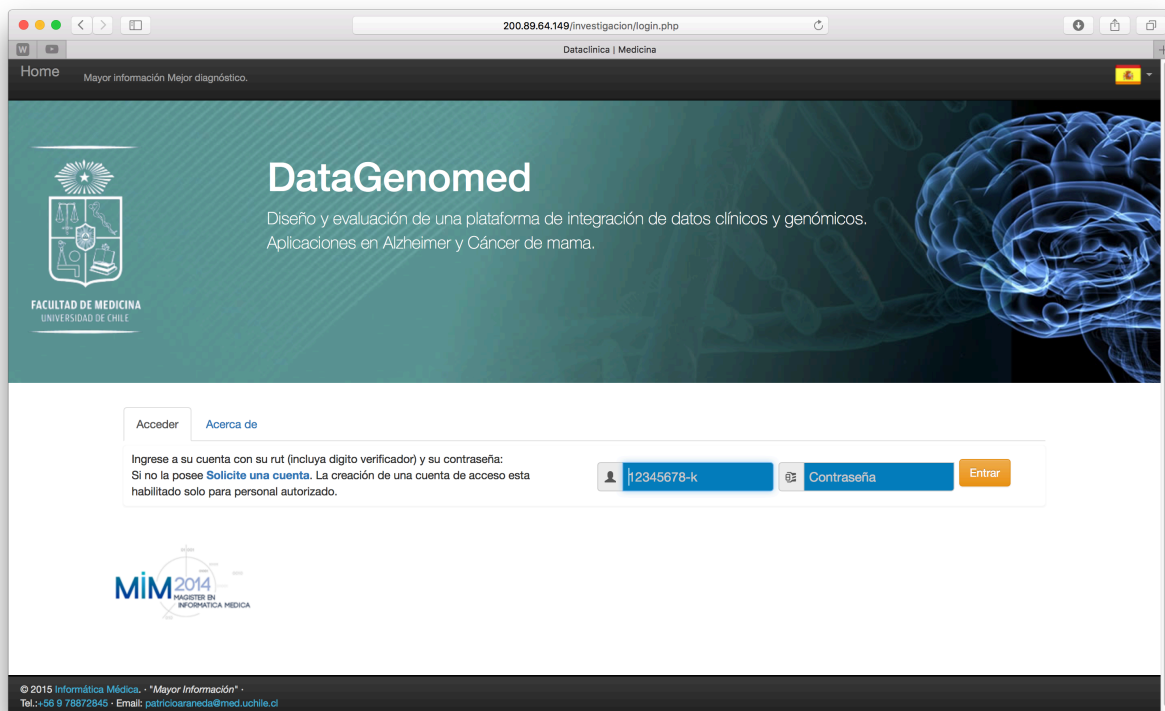 200.89.64.149/investigacion/login.php
W
Dataclinica | Medicina
Home
Mayor información Mejor diagnóstico.
DataGenomed
Diseño y evaluación de una plataforma de integración de datos clínicos y genómicos.
Aplicaciones en Alzheimer y Cáncer de mama.
FACULTAD DE MEDICINA
UNIVERSIDAD DE CHILE
Acceder
Acerca de
Ingrese a su cuenta con su rut (incluya digito verificador) y su contraseña:
Si no la posee Solicite una cuenta. La creación de una cuenta de acceso esta
habilitado solo para personal autorizado.
12345678-k
Contraseña
Entrar
MiM 2014
MAGISTER EN
INFORMATICA MEDICA
© 2015 Informática Médica. · "Mayor Información" ·
Tel.:+56 9 78872845 · Email: patricioaraneda@med.uchile.cl